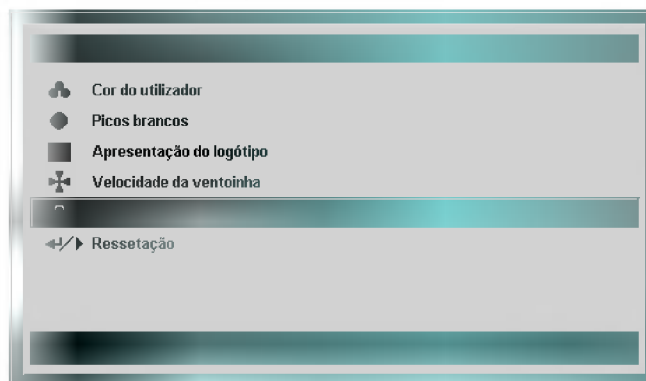 Cor do utilizador
Picos brancos
Apresentação do logótipo
Velocidade da ventoinha
Ressetação